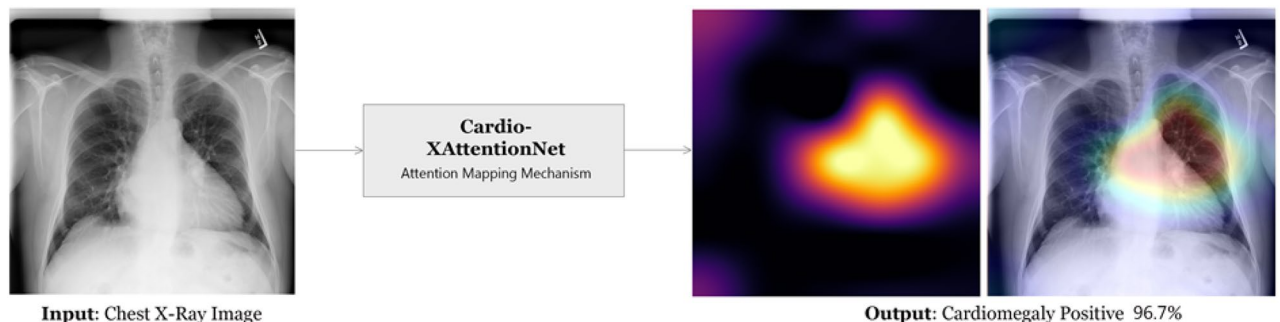 Cardio-
XAttentionNet
Attention Mapping Mechanism
Input: Chest X-Ray Image
Output: Cardiomegaly Positive 96.7%